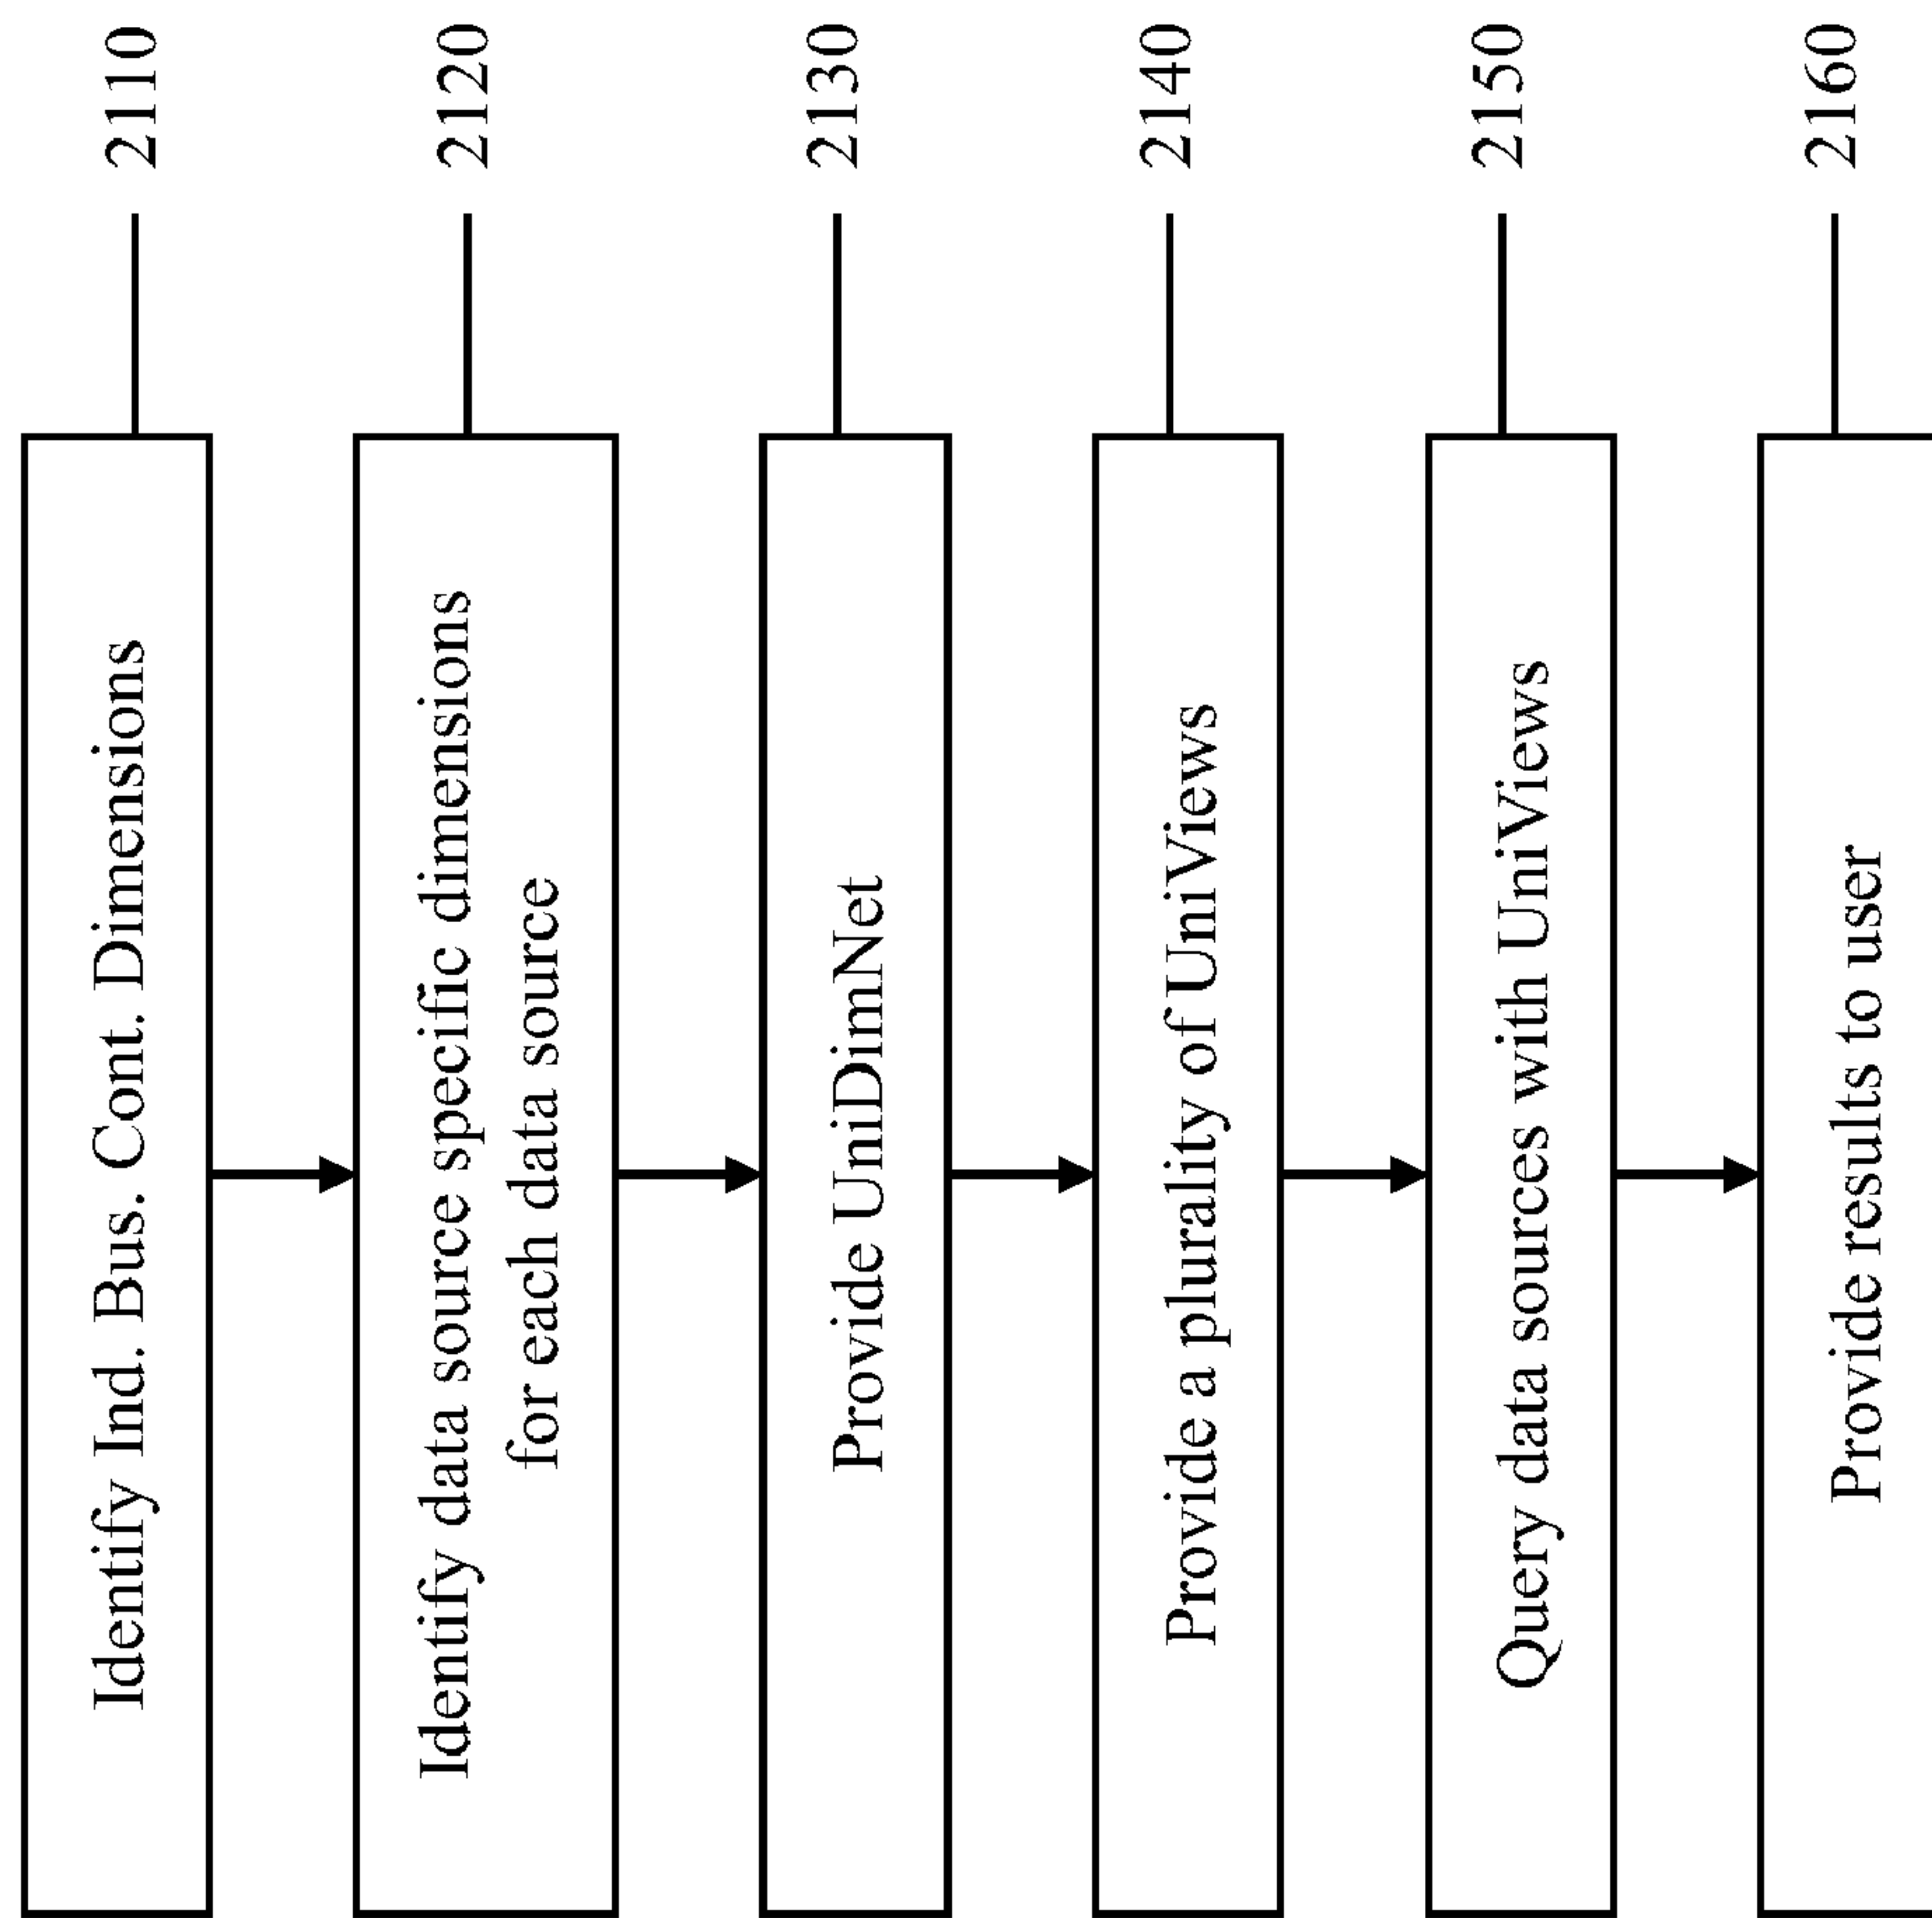 Identify Ind. Bus. Cont. Dimensions
2110
Identify data source specific dimensions
for each data source
2120
Provide UniDimNet
2130
Provide a plurality of UniViews
2140
Query data sources with UniViews
2150
Provide results to user
2160